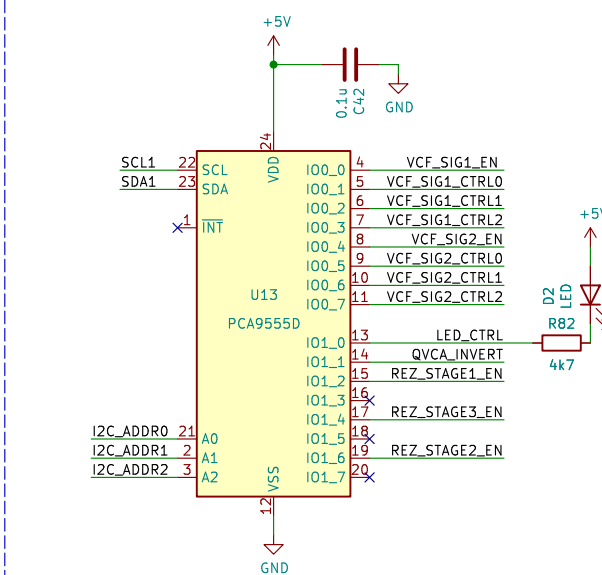 +5V
0.1u
C42
GND
24
VDD
SCL1 22 SCL IO0_0 4 VCF_SIG1_EN
SDA1 23 SDA IO0_1 5 VCF_SIG1_CTRL0
IO0_2 6 VCF_SIG1_CTRL1
1 INT IO0_3 7 VCF_SIG1_CTRL2
+5V
IO0_4 8 VCF_SIG2_EN
IO0_5 9 VCF_SIG2_CTRL0
IO0_6 10 VCF_SIG2_CTRL1
IO0_7 11 VCF_SIG2_CTRL2
D2
LED
U13
PCA9555D
R82
4k7
IO1_0 13 LED_CTRL
IO1_1 14 QVCA_INVERT
IO1_2 15 REZ_STAGE1_EN
IO1_3 16
IO1_4 17 REZ_STAGE3_EN
I2C_ADDR0 21 A0 IO1_5 18
I2C_ADDR1 2 A1 IO1_6 19 REZ_STAGE2_EN
I2C_ADDR2 3 A2 IO1_7 20
VSS
12
GND